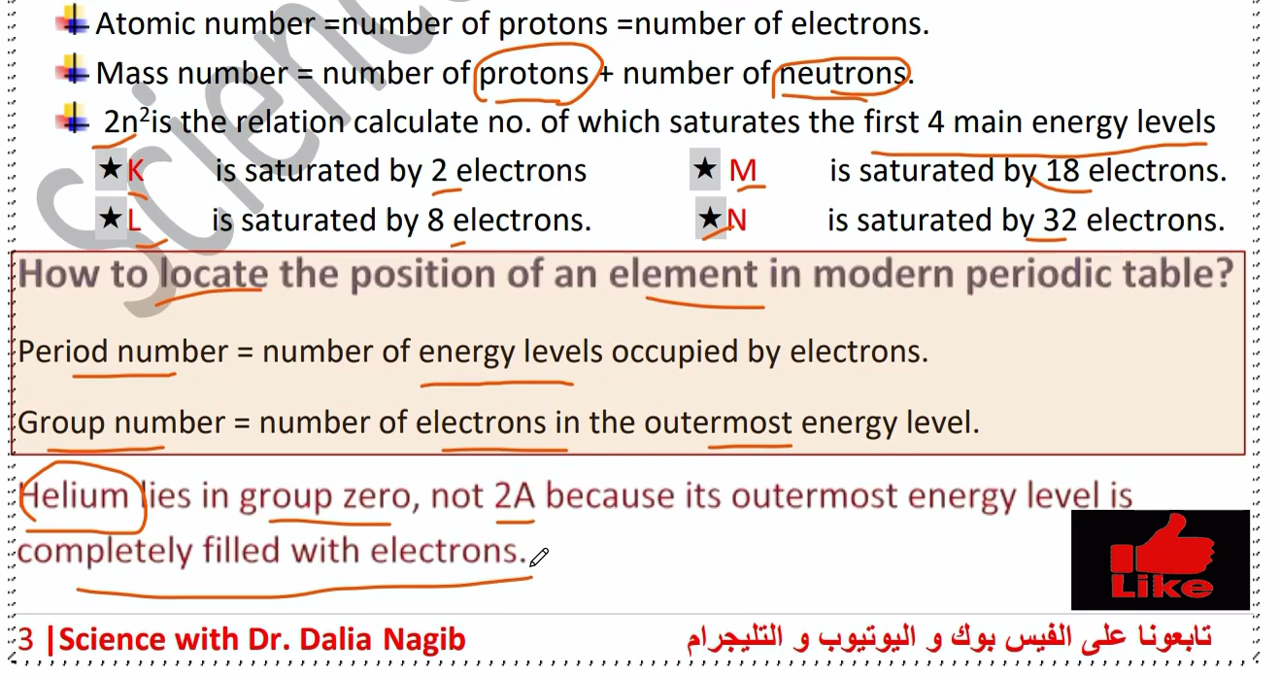 Atomic number =number of protons =number of electrons.
Mass number = number of protons + number of neutrons.
2n²is the relation calculate no. of which saturates the first 4 main energy levels
★K is saturated by 2 electrons ★ M is saturated by 18 electrons.
★L is saturated by 8 electrons. ★N is saturated by 32 electrons.
How to locate the position of an element in modern periodic table?
Period number = number of energy levels occupied by electrons.
Group number = number of electrons in the outermost energy level.
Helium lies in group zero, not 2A because its outermost energy level is
completely filled with electrons.
Like
3 |Science with Dr. Dalia Nagib تابعونا على الفيس بوك و اليوتيوب و التليجرام
Science